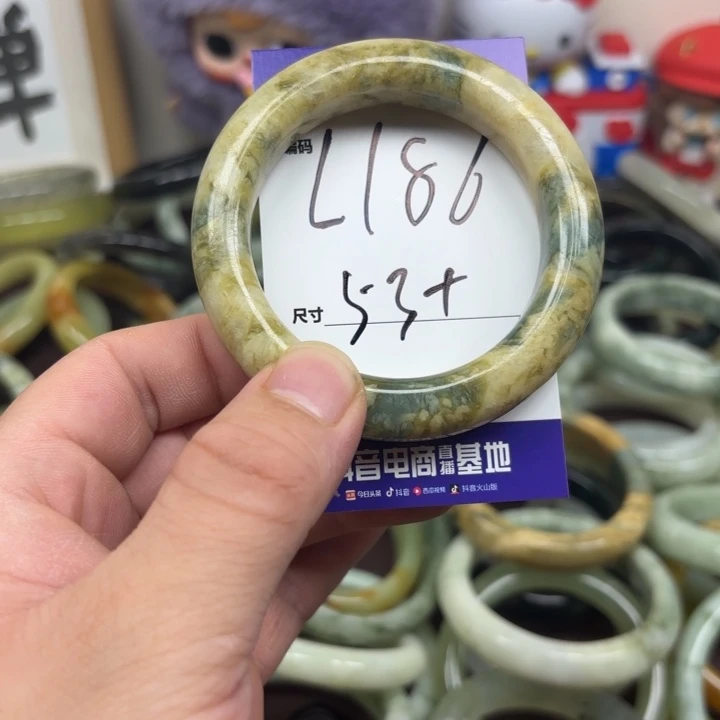 单
编码
L186
尺寸 53+
抖音电商直播基地
今日头条 抖音 西瓜视频 抖音火山版